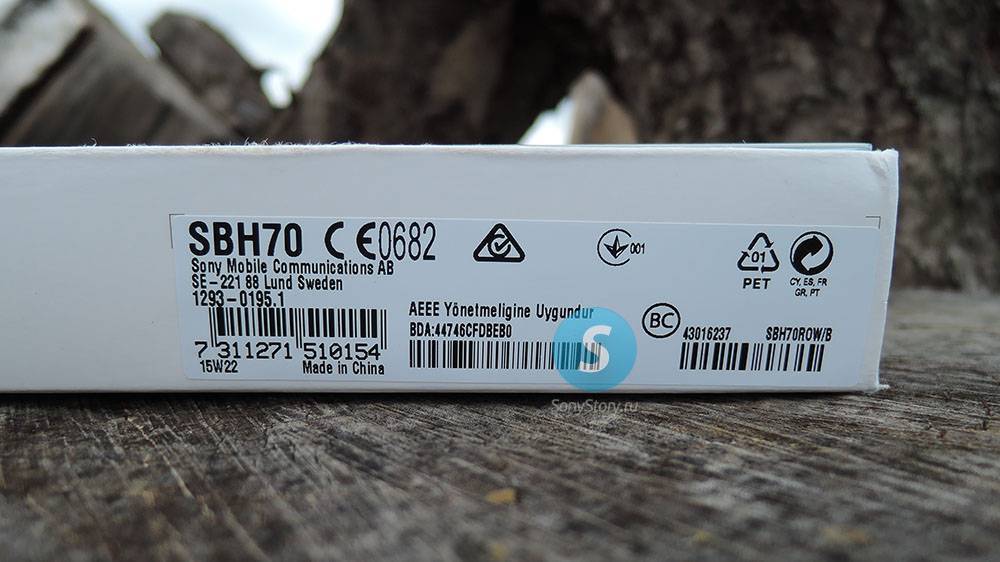 SBH70 CE0682
Sony Mobile Communications AB
SE-221 88 Lund Sweden
1293-0195.1
7 311271 510154
15W22 Made in China
001
AEEE Yönetmeligine Uygundur
BDA:44746CFDBEB0
BC
01
PET
CY, ES, FR
GR, PT
43016237 SBH70ROW/B
S
SonyStory.ru